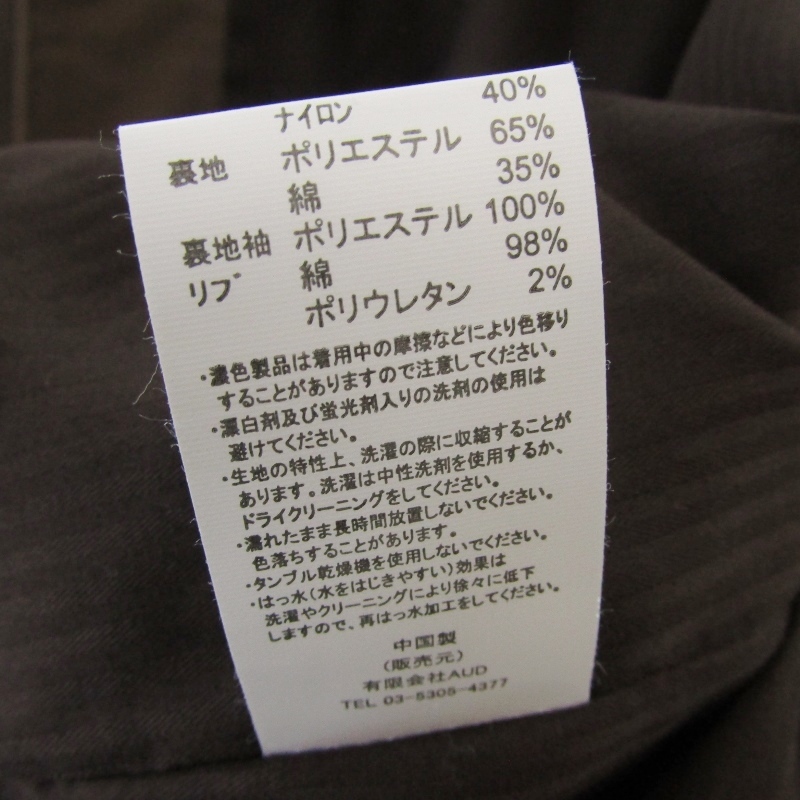 ナイロン 40%
裏地 ポリエステル 65%
綿 35%
裏地袖 ポリエステル 100%
リブ 綿 98%
ポリウレタン 2%
・濃色製品は着用中の摩擦などにより色移り
することがありますので注意してください。
・漂白剤及び蛍光剤入りの洗剤の使用は
避けてください。
・生地の特性上、洗濯の際に収縮することが
あります。洗濯は中性洗剤を使用するか、
ドライクリーニングをしてください。
・濡れたまま長時間放置しないでください。
色落ちすることがあります。
・タンブル乾燥機を使用しないでください。
・はっ水(水をはじきやすい)効果は
洗濯やクリーニングにより徐々に低下
しますので、再はっ水加工をしてください。
中国製
(販売元)
有限会社AUD
TEL 03-5305-4377